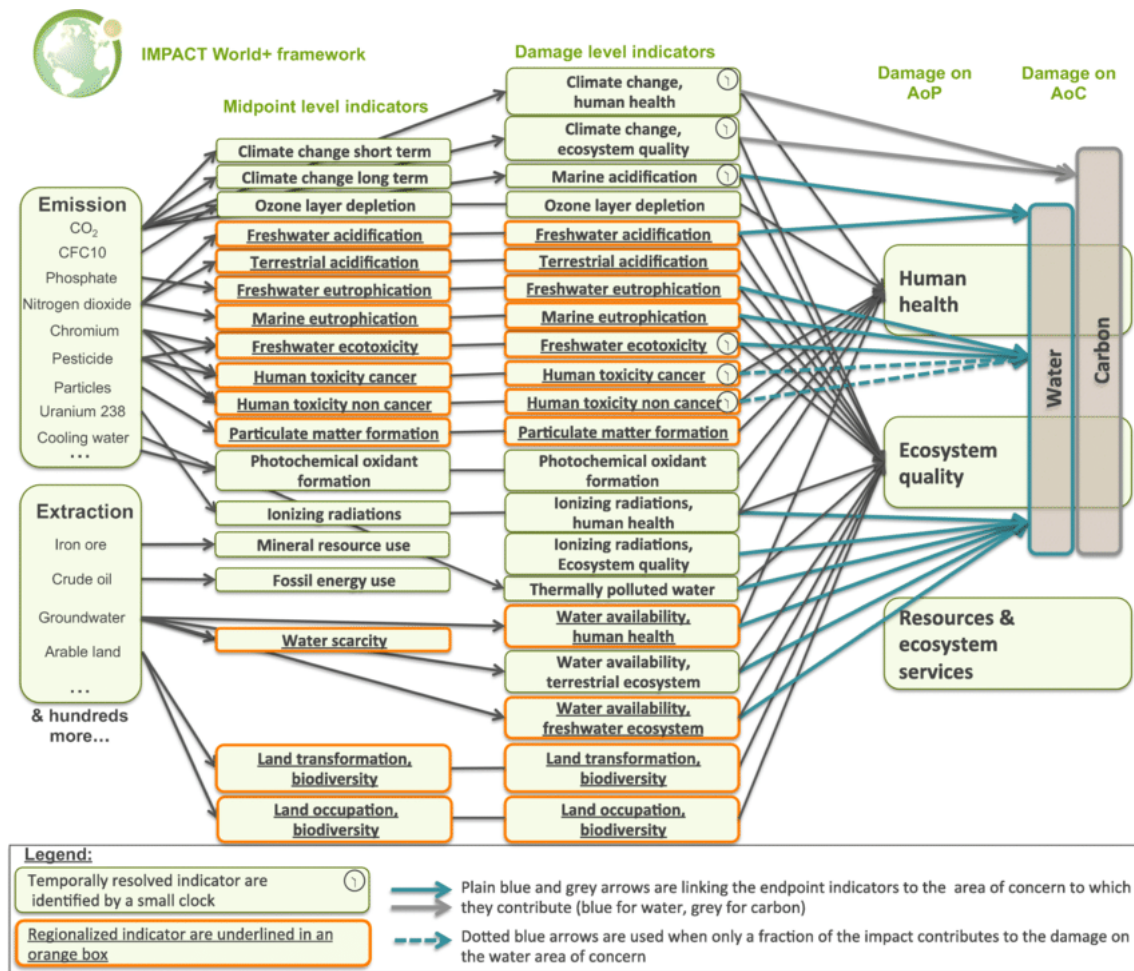 IMPACT World+ framework
Midpoint level indicators
Damage level indicators
Damage on
AoP
Damage on
AoC
Emission
CO2
CFC10
Phosphate
Nitrogen dioxide
Chromium
Pesticide
Particles
Uranium 238
Cooling water
...
Extraction
Iron ore
Crude oil
Groundwater
Arable land
...
& hundreds
more...
Climate change short term
Climate change long term
Ozone layer depletion
Freshwater acidification
Terrestrial acidification
Freshwater eutrophication
Marine eutrophication
Freshwater ecotoxicity
Human toxicity cancer
Human toxicity non cancer
Particulate matter formation
Photochemical oxidant
formation
Ionizing radiations
Mineral resource use
Fossil energy use
Water scarcity
Land transformation,
biodiversity
Land occupation,
biodiversity
Climate change,
human health
Climate change,
ecosystem quality
Marine acidification
Ozone layer depletion
Freshwater acidification
Terrestrial acidification
Freshwater eutrophication
Marine eutrophication
Freshwater ecotoxicity
Human toxicity cancer
Human toxicity non cancer
Particulate matter formation
Photochemical oxidant
formation
Ionizing radiations,
human health
Ionizing radiations,
Ecosystem quality
Thermally polluted water
Water availability,
human health
Water availability,
terrestrial ecosystem
Water availability,
freshwater ecosystem
Land transformation,
biodiversity
Land occupation,
biodiversity
Human
health
Ecosystem
quality
Resources &
ecosystem
services
Water
Carbon
Legend:
Temporally resolved indicator are
identified by a small clock
Regionalized indicator are underlined in an
orange box
Plain blue and grey arrows are linking the endpoint indicators to the area of concern to which
they contribute (blue for water, grey for carbon)
Dotted blue arrows are used when only a fraction of the impact contributes to the damage on
the water area of concern